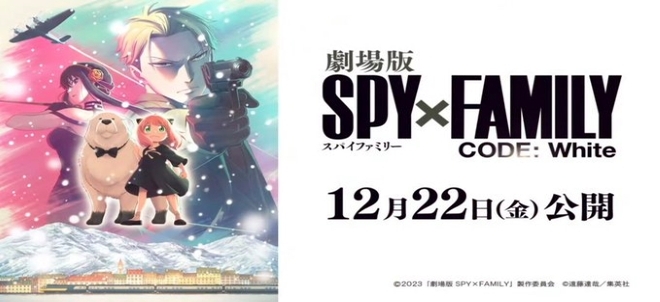 劇場版
SPY×FAMILY
スパイファミリー
CODE: White
12月22日(金)公開
©2023「劇場版 SPY×FAMILY」製作委員会 ©遠藤達哉／集英社